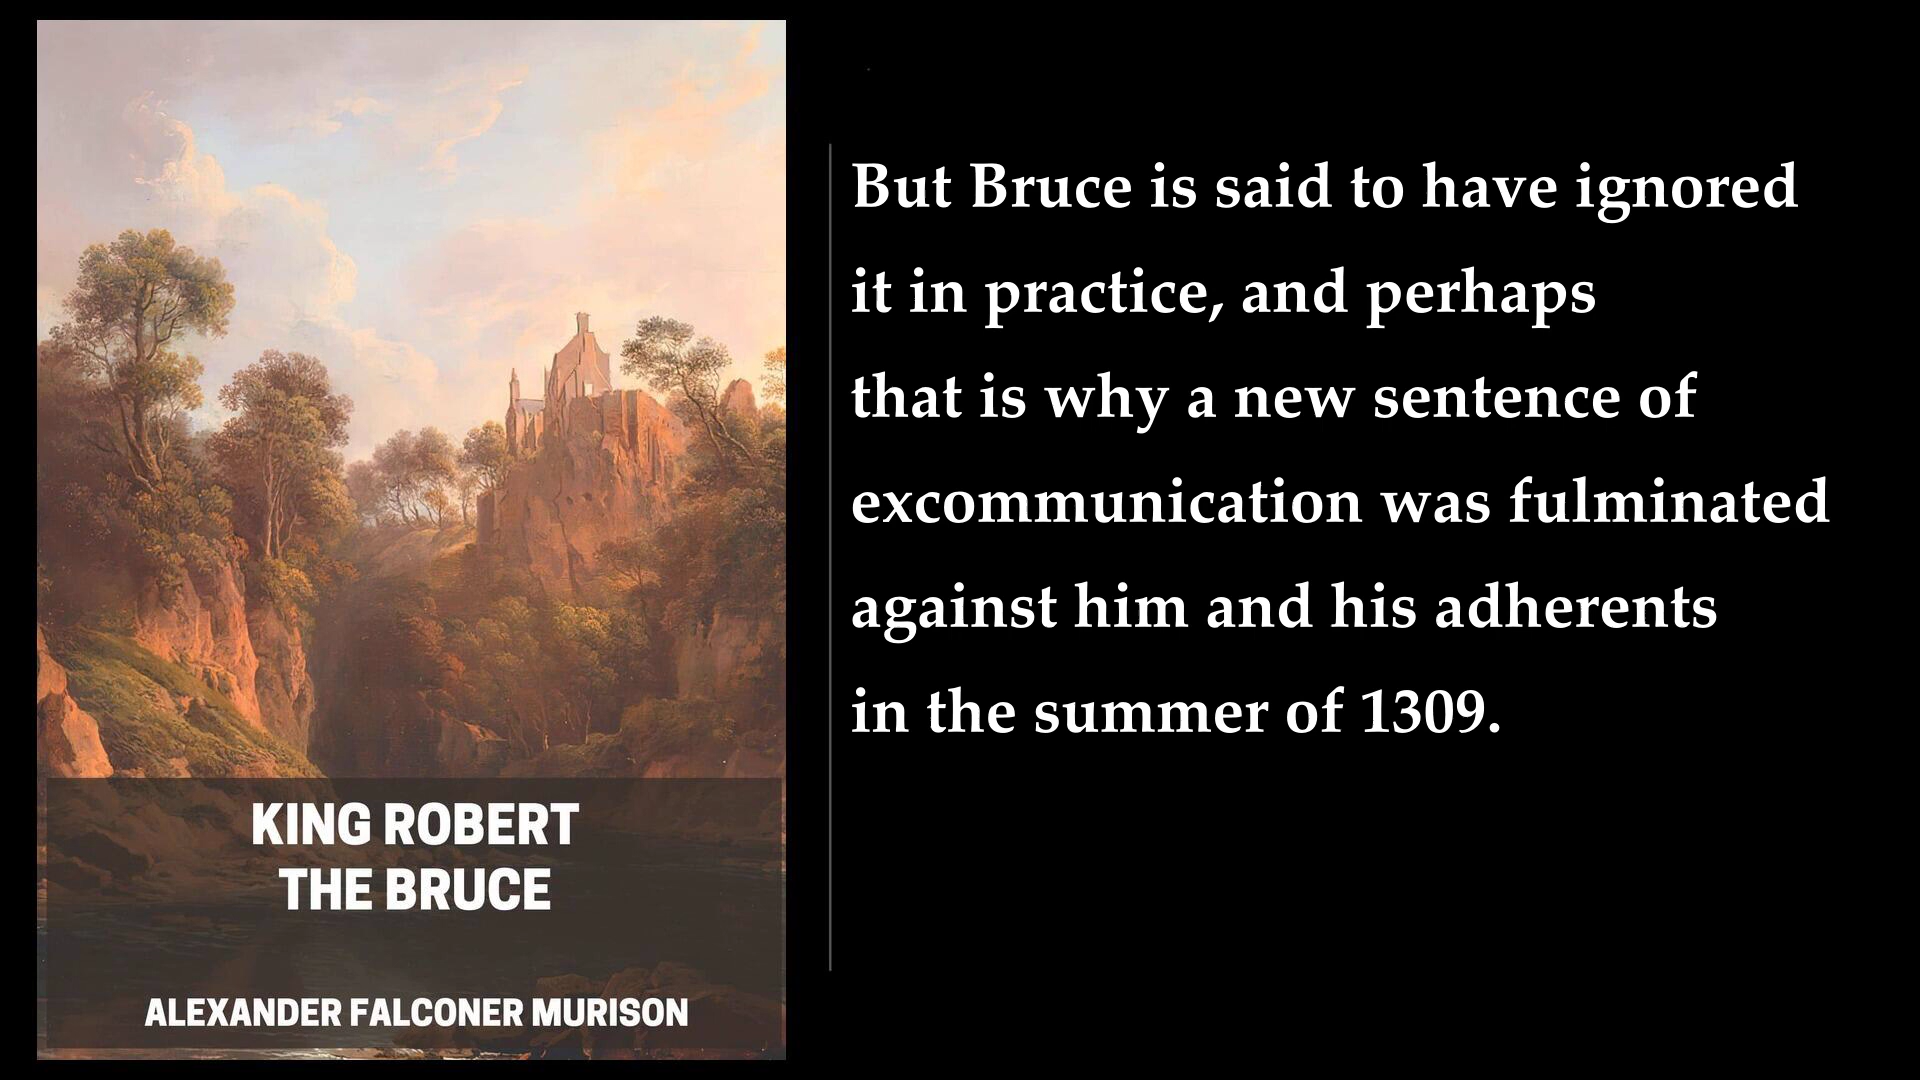 KING ROBERT
THE BRUCE
ALEXANDER FALCONER MURISON
But Bruce is said to have ignored
it in practice, and perhaps
that is why a new sentence of
excommunication was fulminated
against him and his adherents
in the summer of 1309.